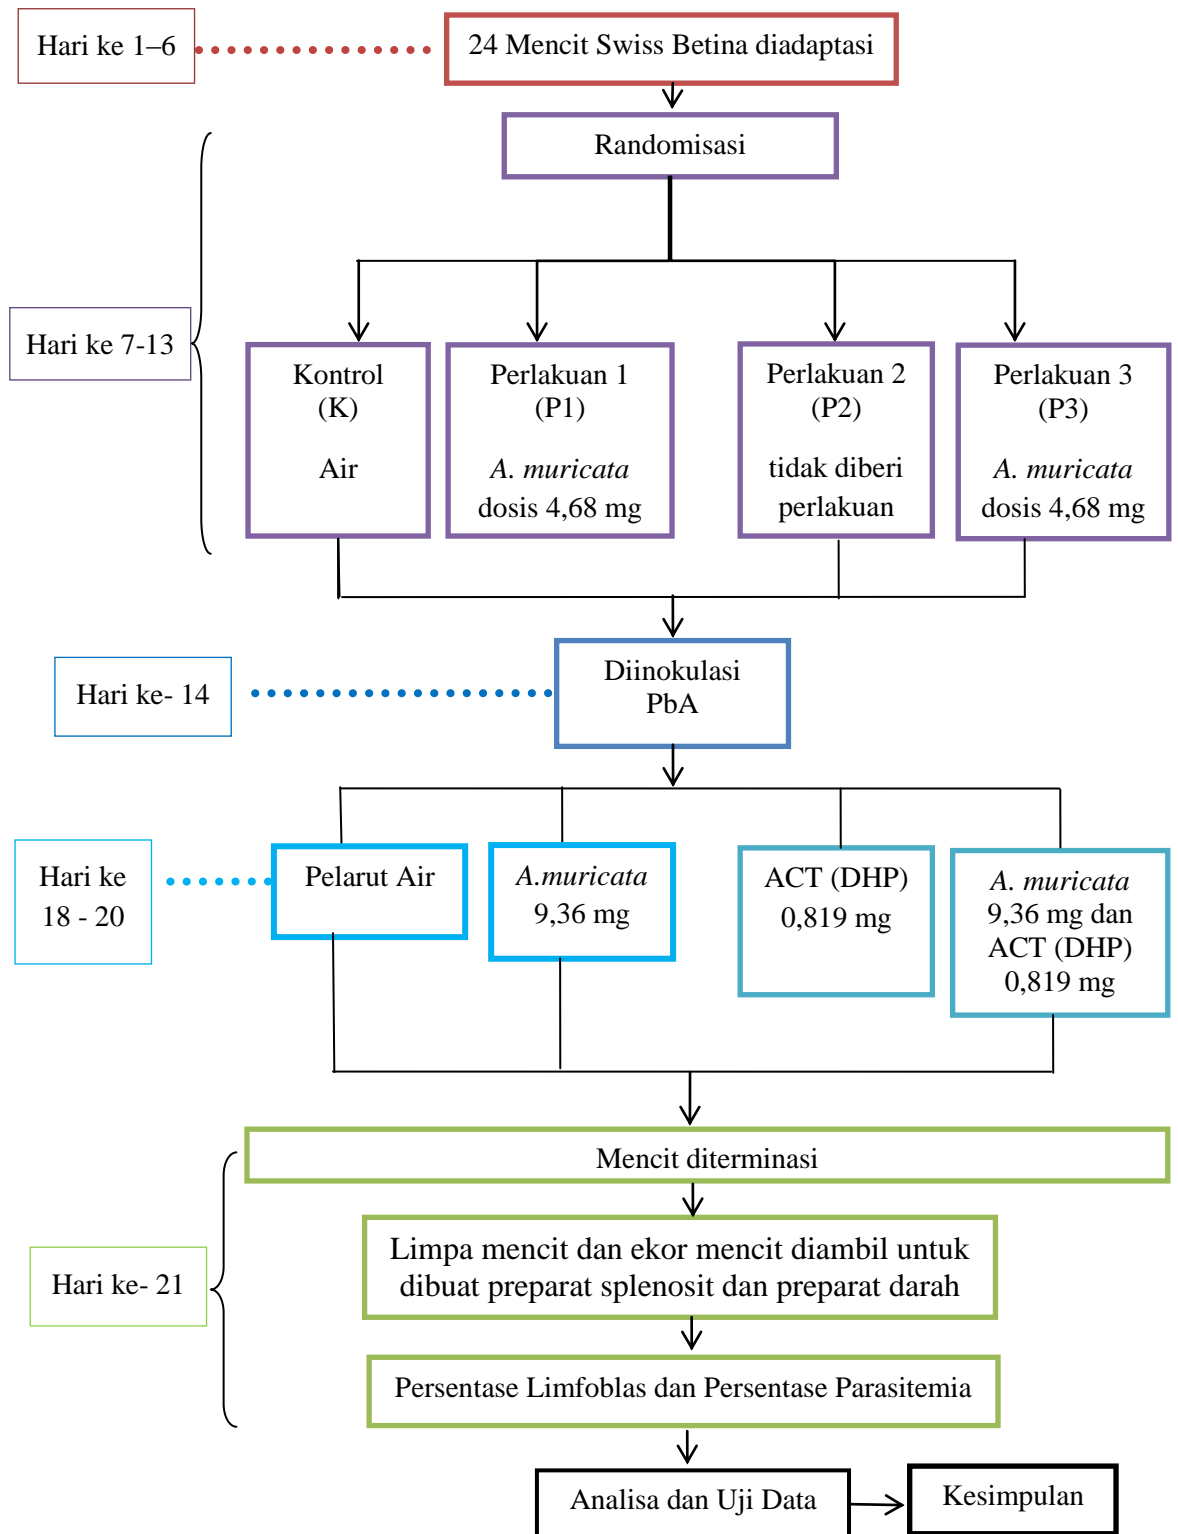 Hari ke 1–6
24 Mencit Swiss Betina diadaptasi
Randomisasi
Hari ke 7-13
Kontrol
(K)
Air
Perlakuan 1
(P1)
A. muricata
dosis 4,68 mg
Perlakuan 2
(P2)
tidak diberi
perlakuan
Perlakuan 3
(P3)
A. muricata
dosis 4,68 mg
Hari ke- 14
Diinokulasi
PbA
Hari ke
18 - 20
Pelarut Air
A.muricata
9,36 mg
ACT (DHP)
0,819 mg
A. muricata
9,36 mg dan
ACT (DHP)
0,819 mg
Mencit diterminasi
Hari ke- 21
Limpa mencit dan ekor mencit diambil untuk
dibuat preparat splenosit dan preparat darah
Persentase Limfoblas dan Persentase Parasitemia
Analisa dan Uji Data
Kesimpulan